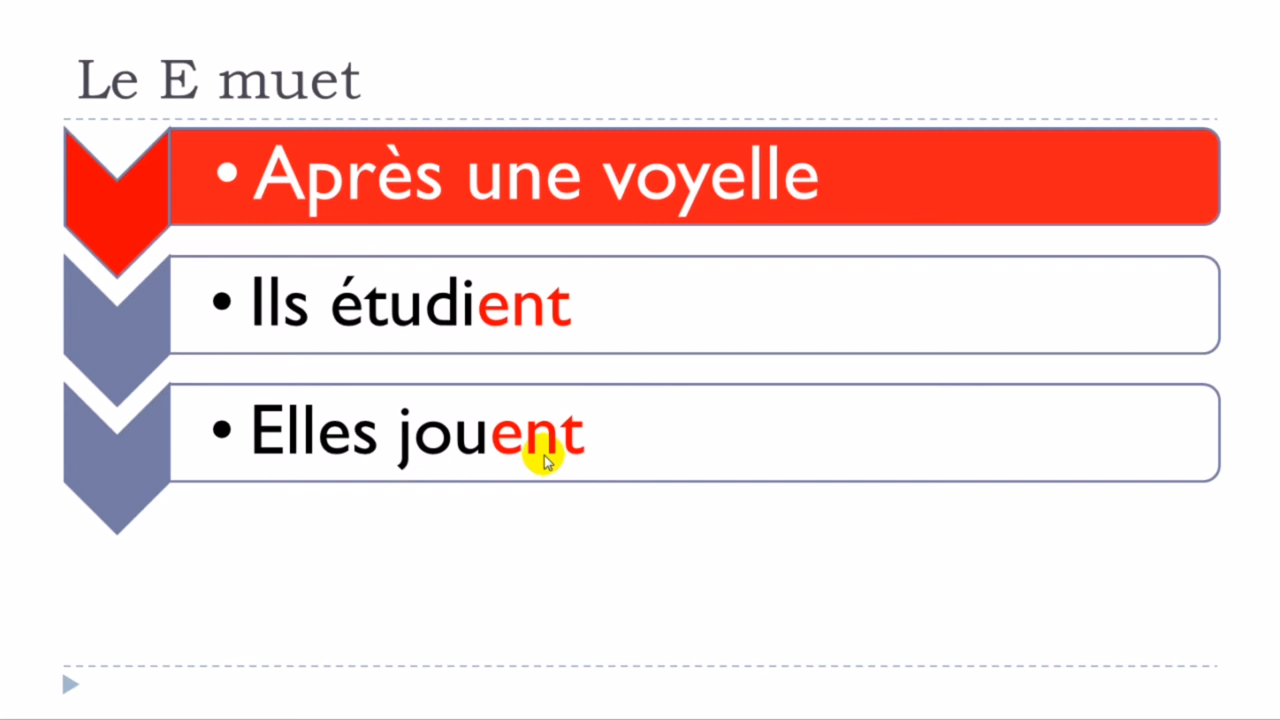 Le E muet
• Après une voyelle
• Ils étudient
• Elles jouent